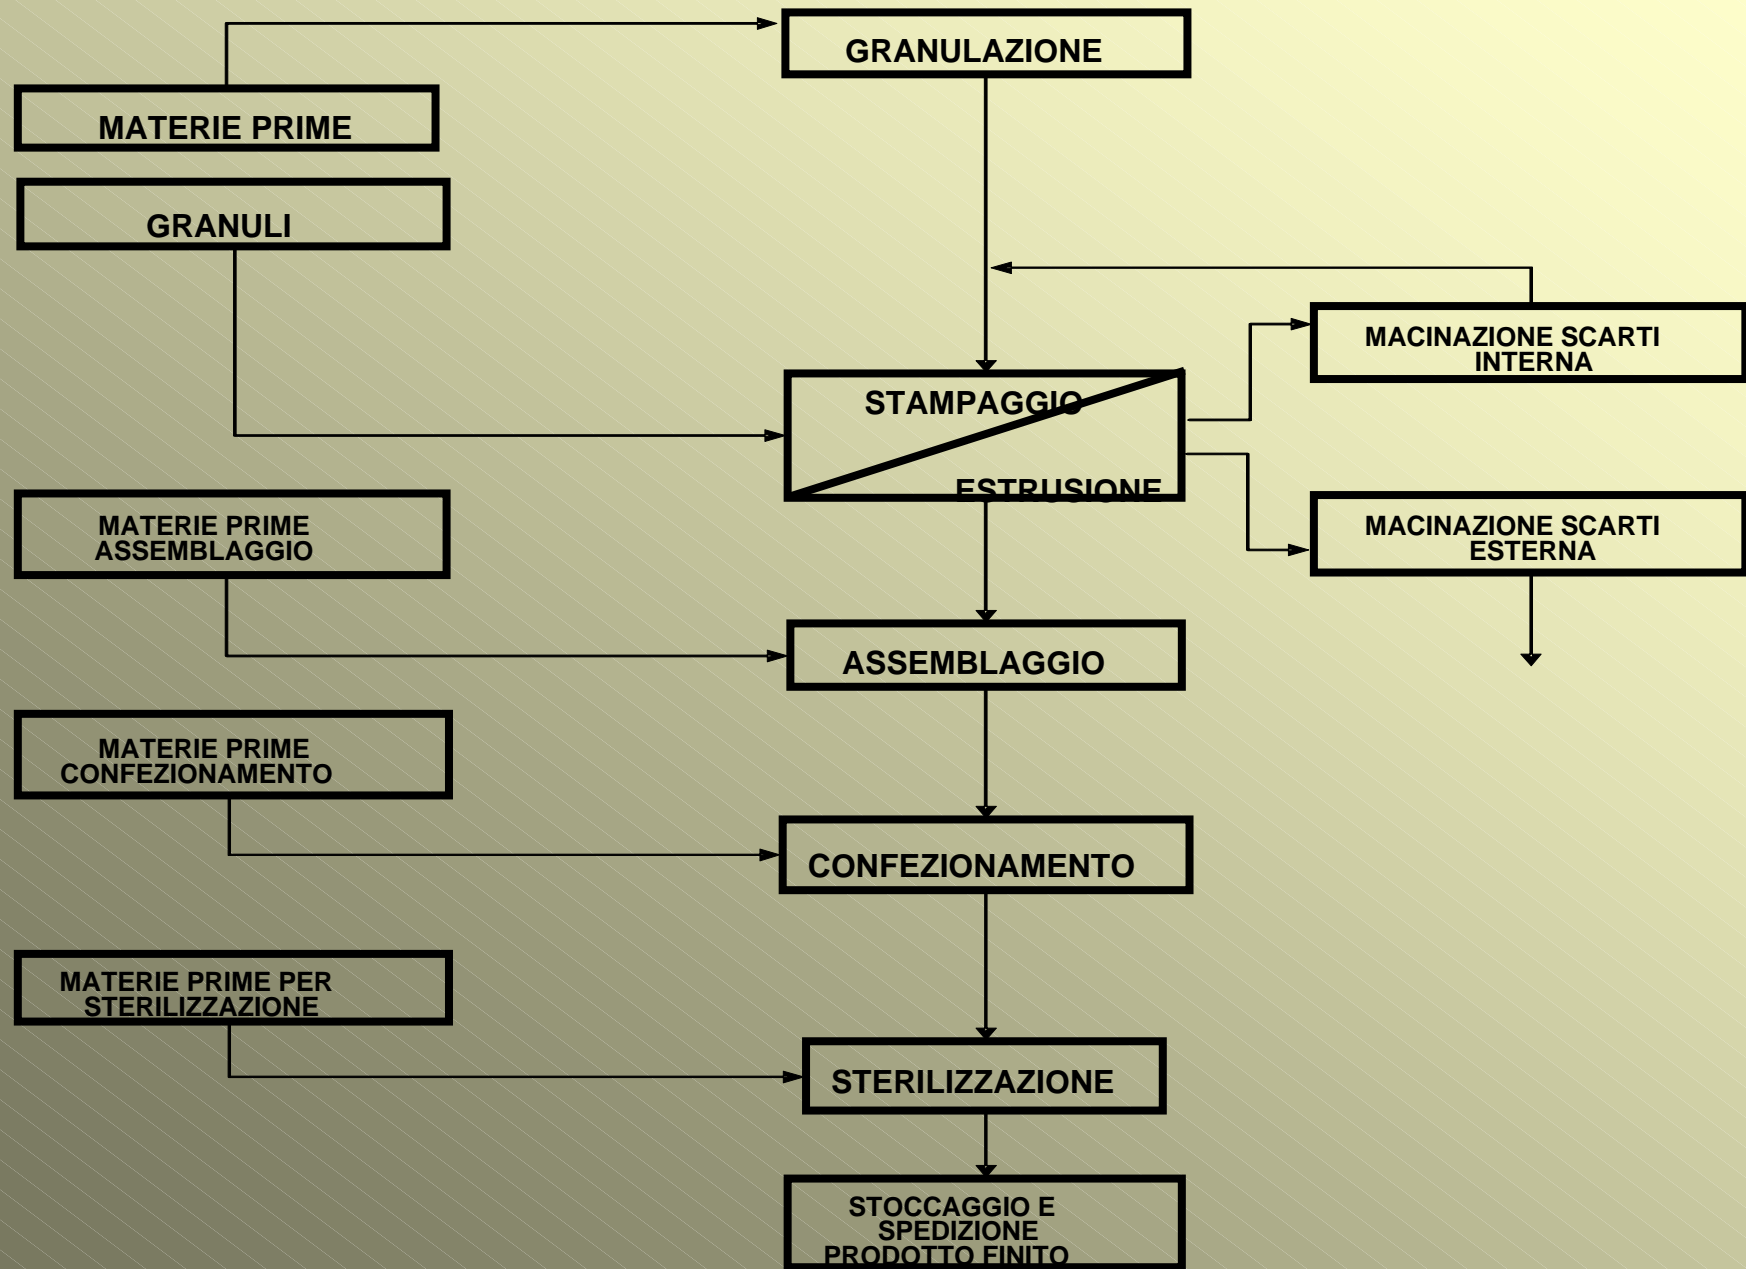 GRANULAZIONE
MATERIE PRIME
GRANULI
MACINAZIONE SCARTI
INTERNA
STAMPAGGIO
ESTRUSIONE
MATERIE PRIME
ASSEMBLAGGIO
MACINAZIONE SCARTI
ESTERNA
ASSEMBLAGGIO
MATERIE PRIME
CONFEZIONAMENTO
CONFEZIONAMENTO
MATERIE PRIME PER
STERILIZZAZIONE
STERILIZZAZIONE
STOCCAGGIO E
SPEDIZIONE
PRODOTTO FINITO